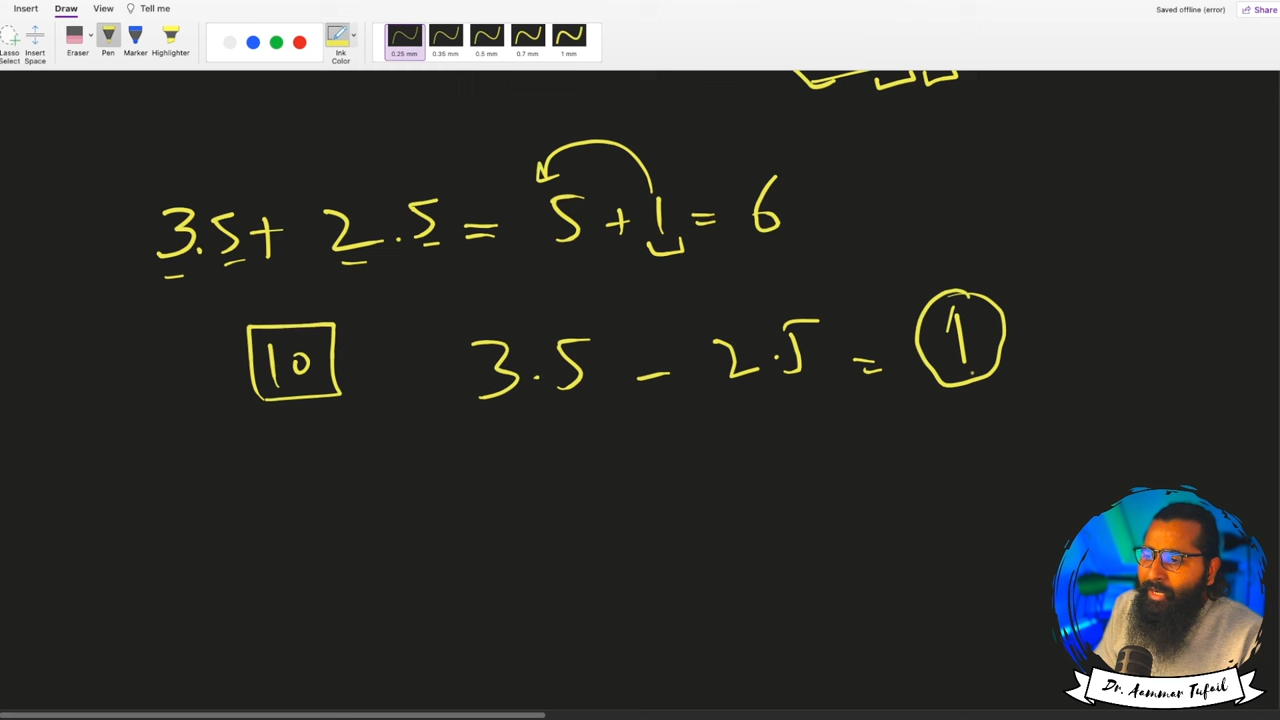 Insert Draw View Tell me Saved offline (error) Share
Lasso Select Insert Space Eraser Pen Marker Highlighter Ink Color 0.25 mm 0.35 mm 0.5 mm 0.7 mm 1 mm
3.5 + 2.5 = 5 + 1 = 6
10 3.5 - 2.5 = 1
Dr. Aammar Tufail